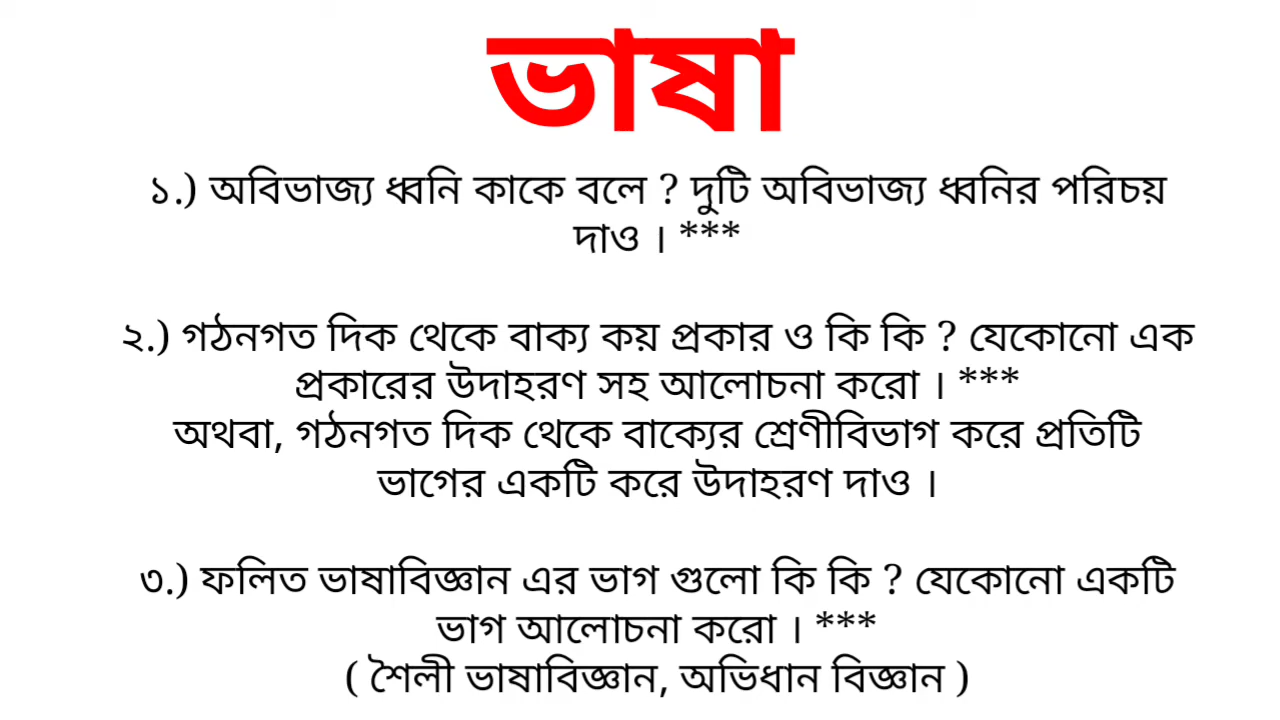 ভাষা
১.) অবিভাজ্য ধ্বনি কাকে বলে ? দুটি অবিভাজ্য ধ্বনির পরিচয়
দাও । ***
২.) গঠনগত দিক থেকে বাক্য কয় প্রকার ও কি কি ? যেকোনো এক
প্রকারের উদাহরণ সহ আলোচনা করো । ***
অথবা, গঠনগত দিক থেকে বাক্যের শ্রেণীবিভাগ করে প্রতিটি
ভাগের একটি করে উদাহরণ দাও ।
৩.) ফলিত ভাষাবিজ্ঞান এর ভাগ গুলো কি কি ? যেকোনো একটি
ভাগ আলোচনা করো । ***
( শৈলী ভাষাবিজ্ঞান, অভিধান বিজ্ঞান )